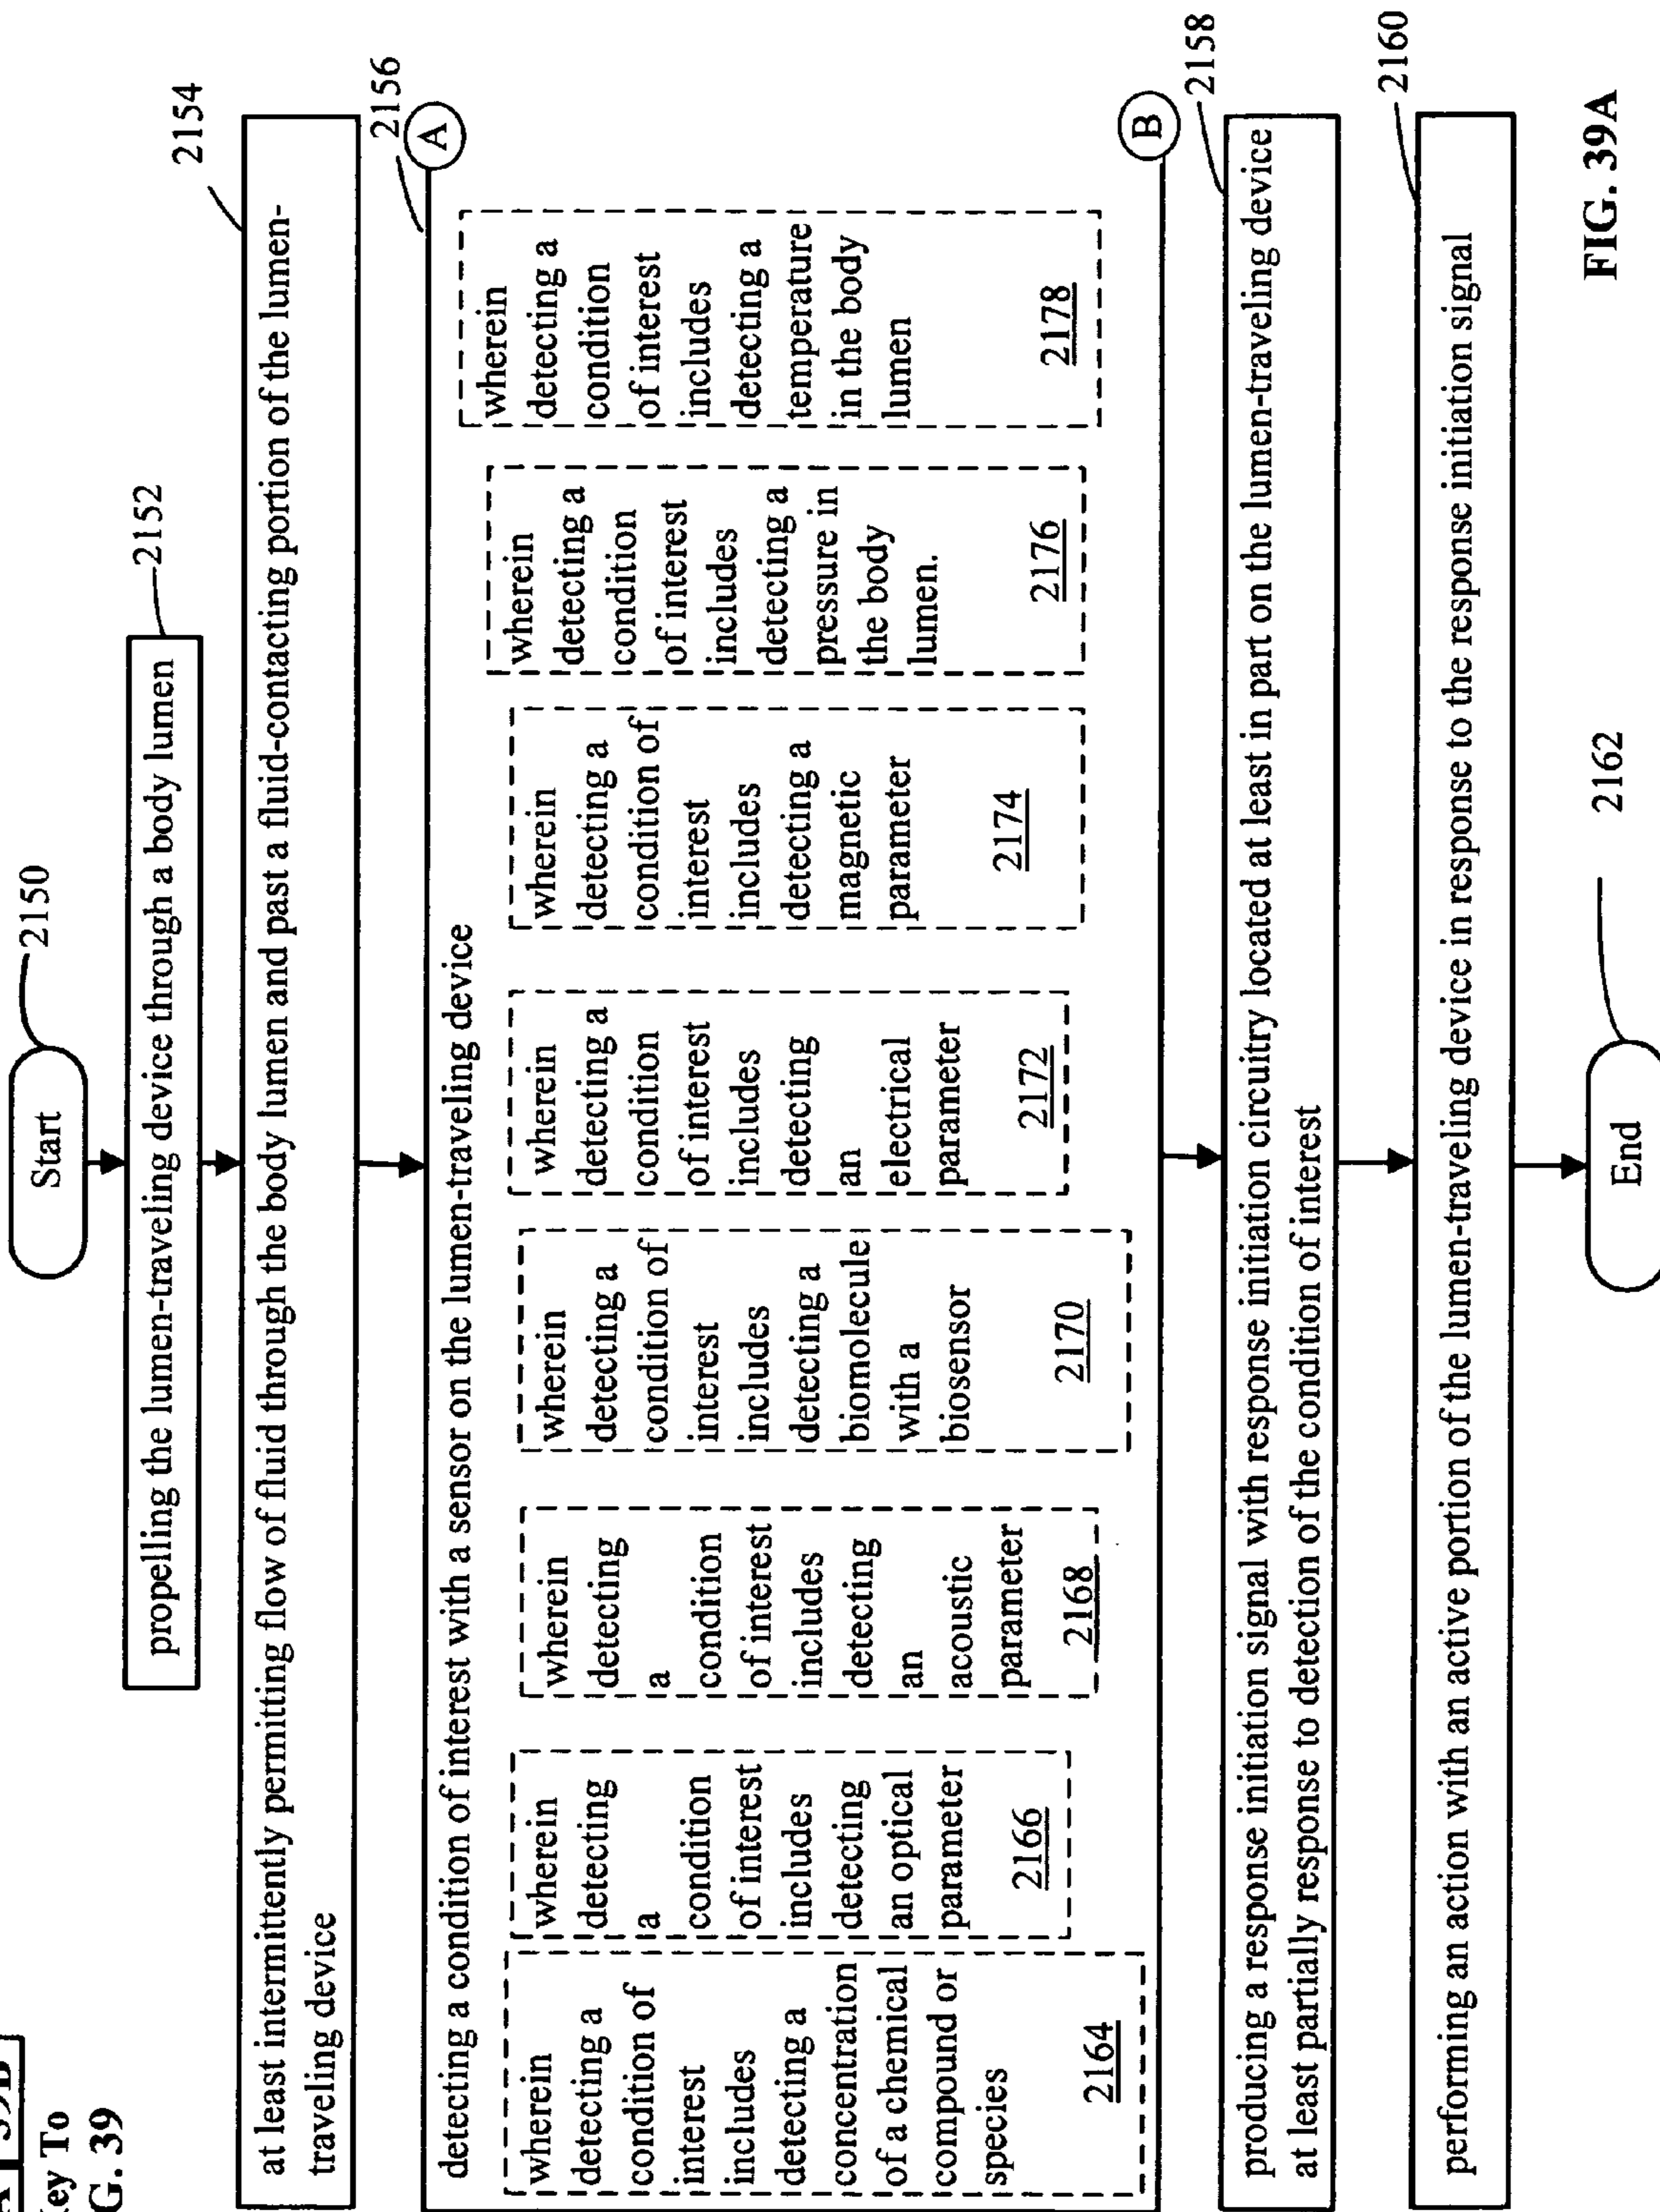 Key To
FIG. 39
Start
2150
propelling the lumen-traveling device through a body lumen
2152
at least intermittently permitting flow of fluid through the body lumen and past a fluid-contacting portion of the lumen-
traveling device
2154
2156
A
detecting a condition of interest with a sensor on the lumen-traveling device
wherein
detecting a
condition of
interest
includes
detecting a
concentration
of a chemical
compound or
species
2164
wherein
detecting
a
condition
of interest
includes
detecting
an optical
parameter
2166
wherein
detecting
a
condition
of interest
includes
detecting
an
acoustic
parameter
2168
wherein
detecting a
condition of
interest
includes
detecting a
biomolecule
with a
biosensor
2170
wherein
detecting a
condition
of interest
includes
detecting
an
electrical
parameter
2172
wherein
detecting a
condition of
interest
includes
detecting a
magnetic
parameter
2174
wherein
detecting a
condition
of interest
includes
detecting a
pressure in
the body
lumen.
2176
wherein
detecting a
condition
of interest
includes
detecting a
temperature
in the body
lumen
2178
B
producing a response initiation signal with response initiation circuitry located at least in part on the lumen-traveling device
at least partially response to detection of the condition of interest
2158
performing an action with an active portion of the lumen-traveling device in response to the response initiation signal
2160
End
2162
FIG. 39A